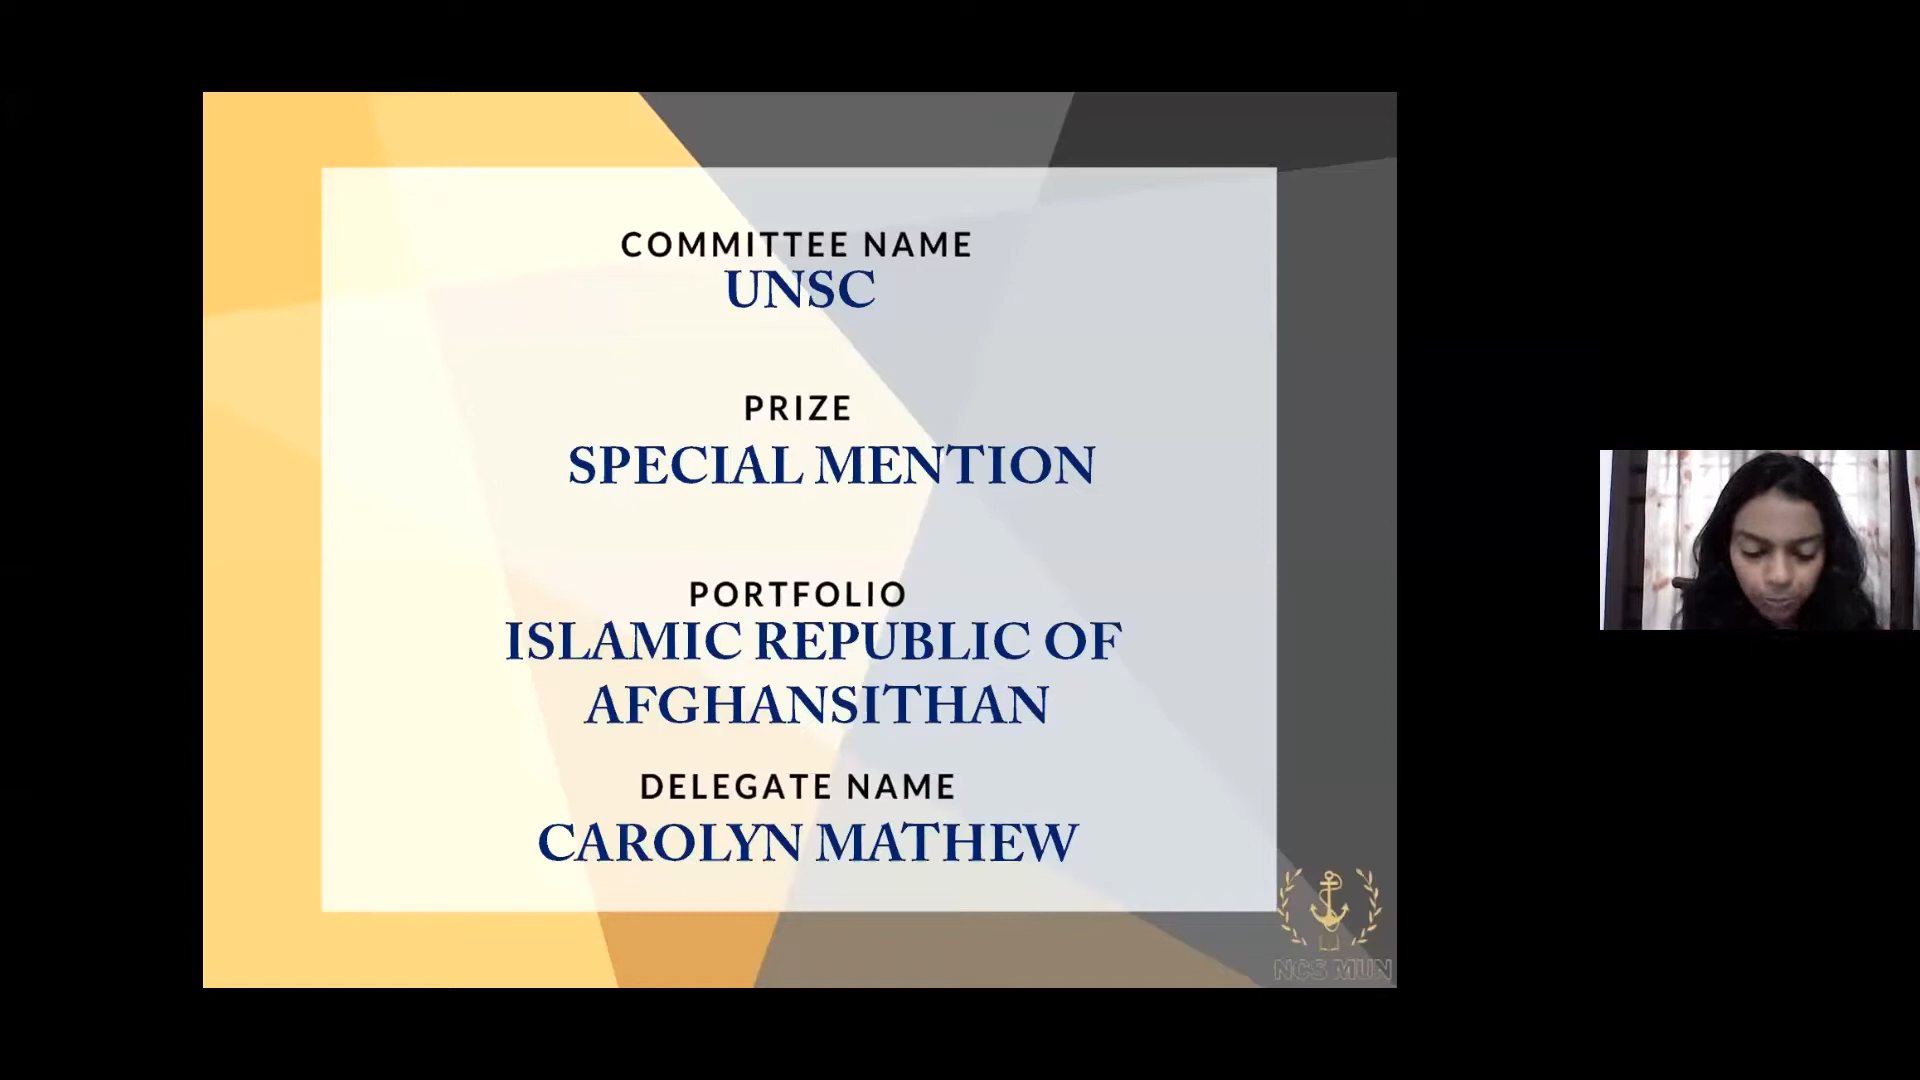 COMMITTEE NAME
UNSC
PRIZE
SPECIAL MENTION
PORTFOLIO
ISLAMIC REPUBLIC OF
AFGHANSITHAN
DELEGATE NAME
CAROLYN MATHEW
NCS MUN